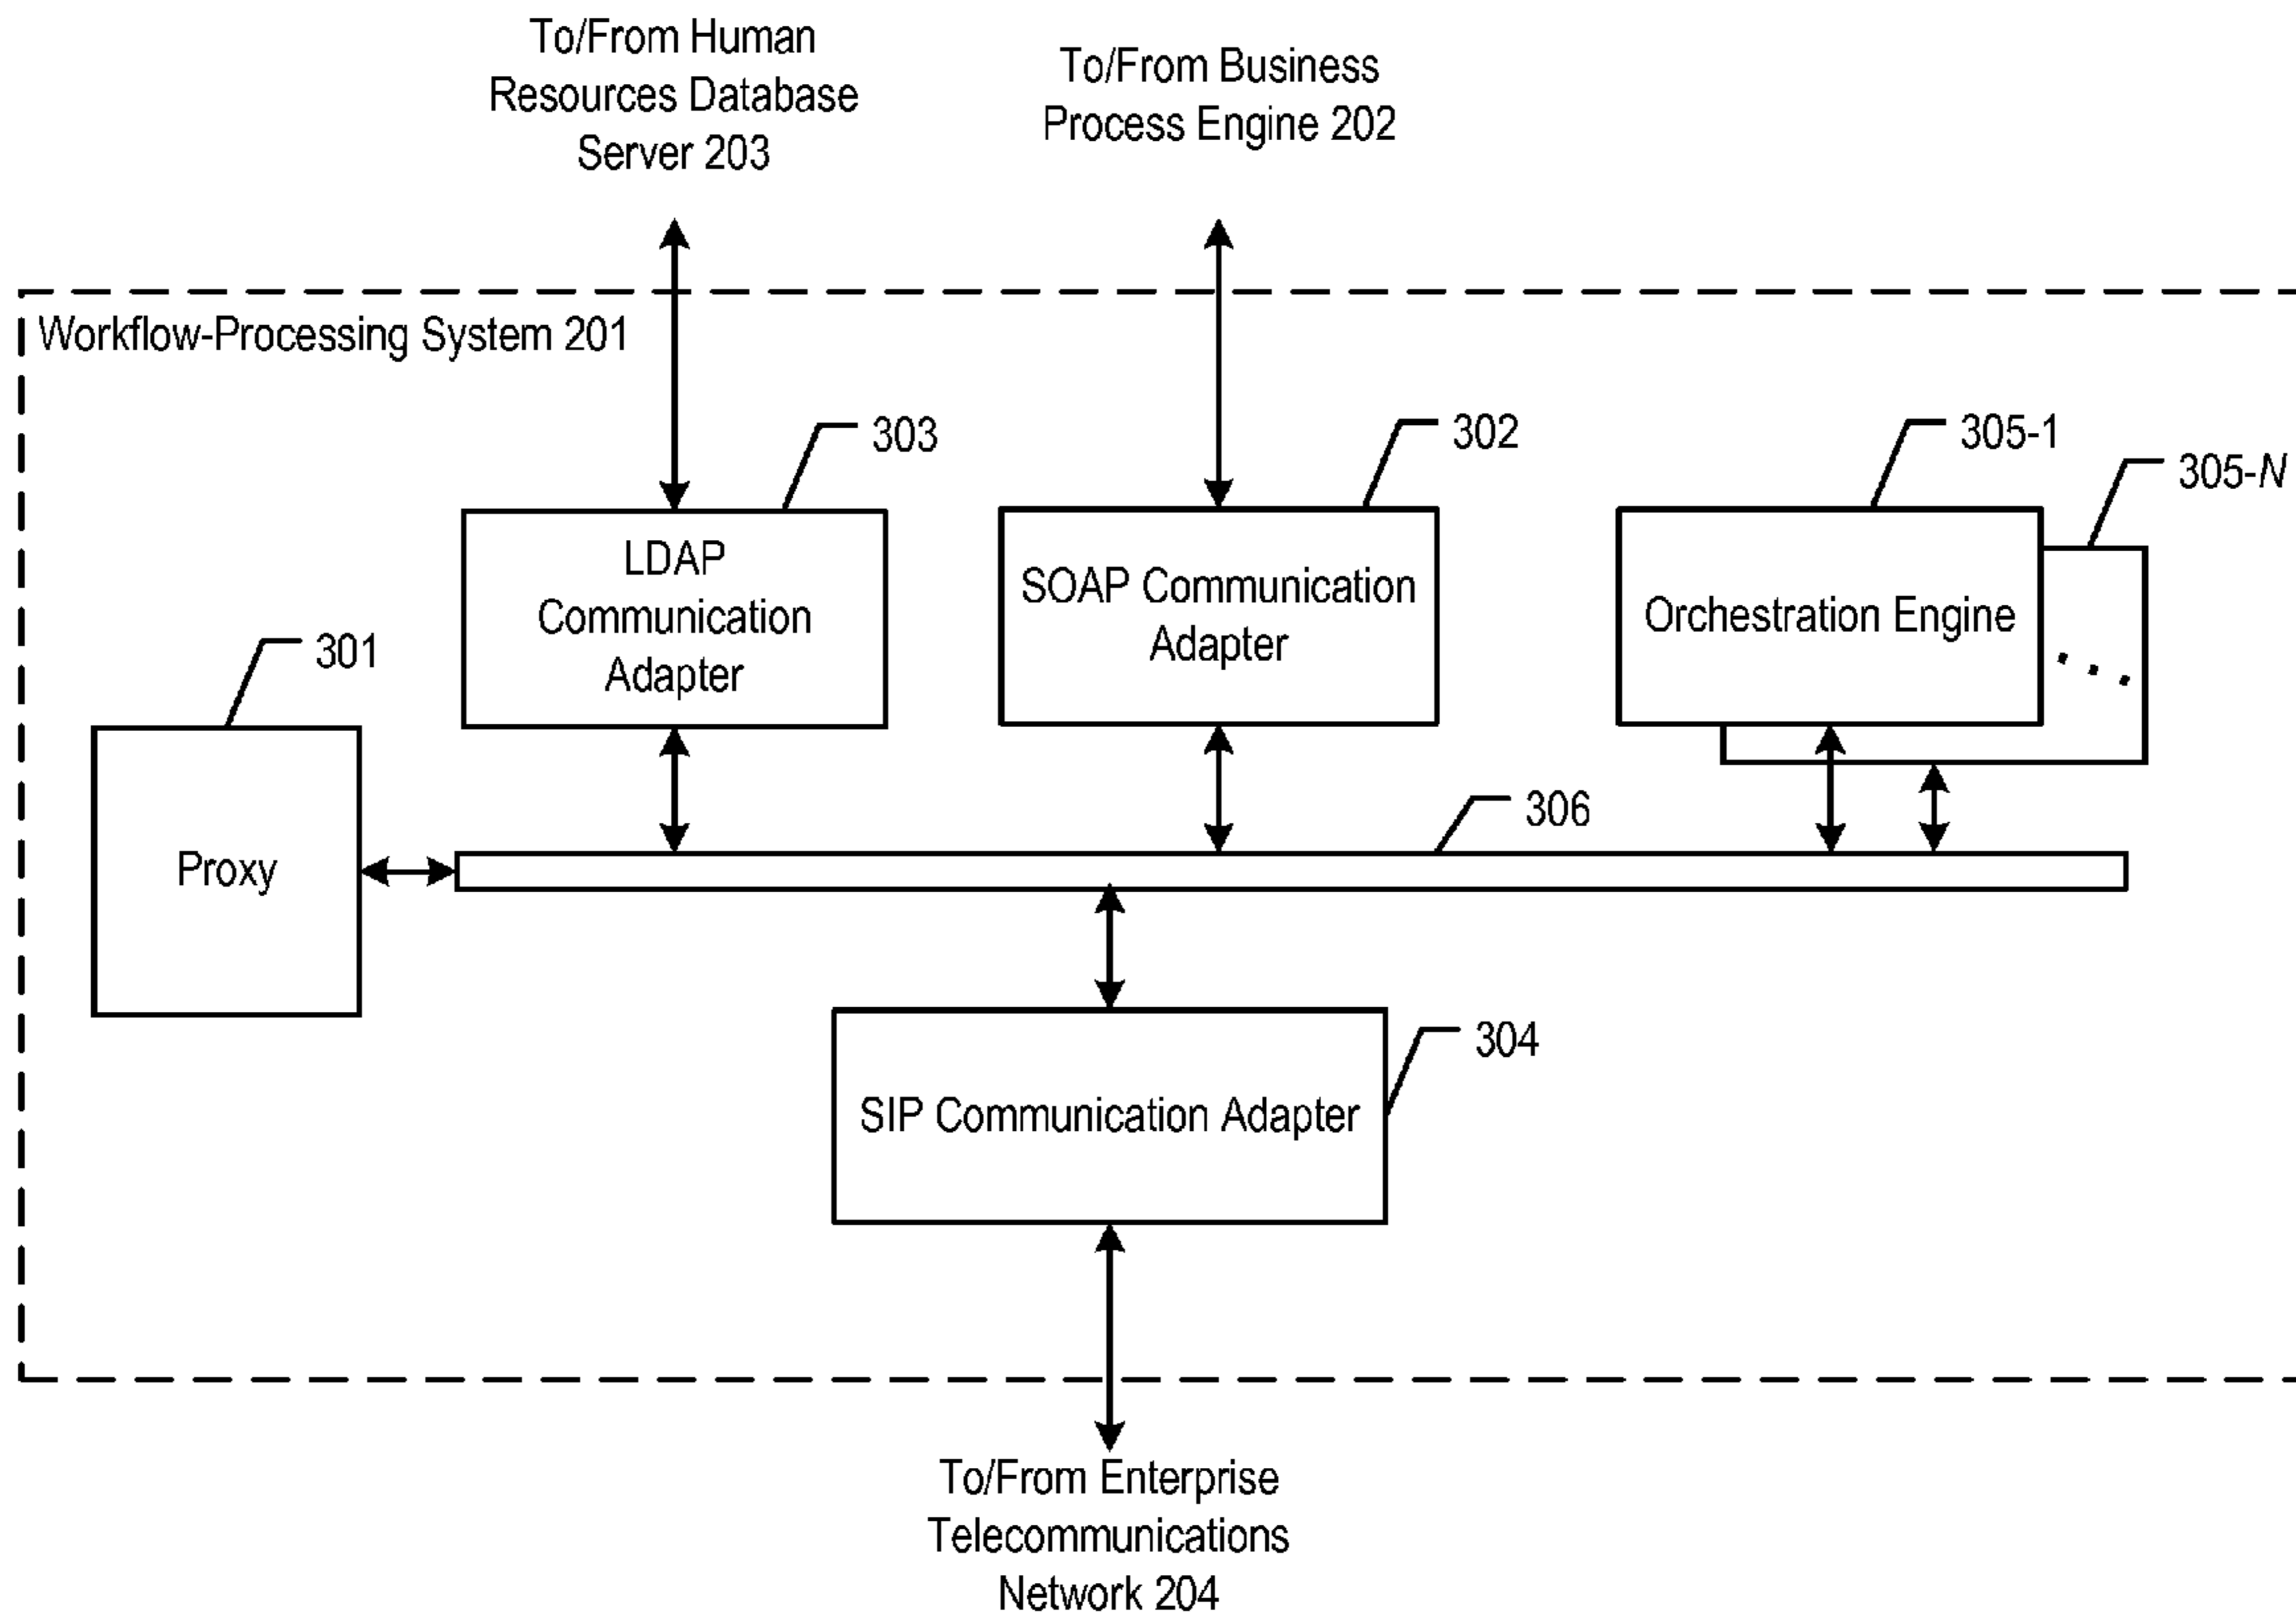 To/From Human
Resources Database
Server 203
To/From Business
Process Engine 202
Workflow-Processing System 201
303
302
305-1
305-N
LDAP
Communication
Adapter
SOAP Communication
Adapter
Orchestration Engine
301
306
Proxy
304
SIP Communication Adapter
To/From Enterprise
Telecommunications
Network 204